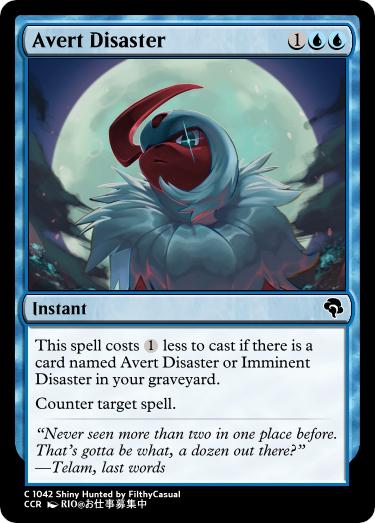 Avert Disaster 1
Instant
This spell costs 1 less to cast if there is a
card named Avert Disaster or Imminent
Disaster in your graveyard.
Counter target spell.
“Never seen more than two in one place before.
That’s gotta be what, a dozen out there?”
—Telam, last words
C 1042 Shiny Hunted by FilthyCasual
CCR RIO@お仕事募集中